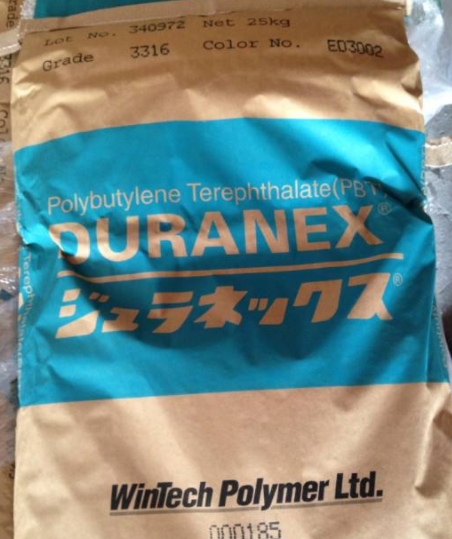 Lot No. 340972 Net 25kg
Grade 3316 Color No. ED3002
Polybutylene Terephthalate(PBT)
DURANEX®
ジュラネックス®
WinTech Polymer Ltd.
000185